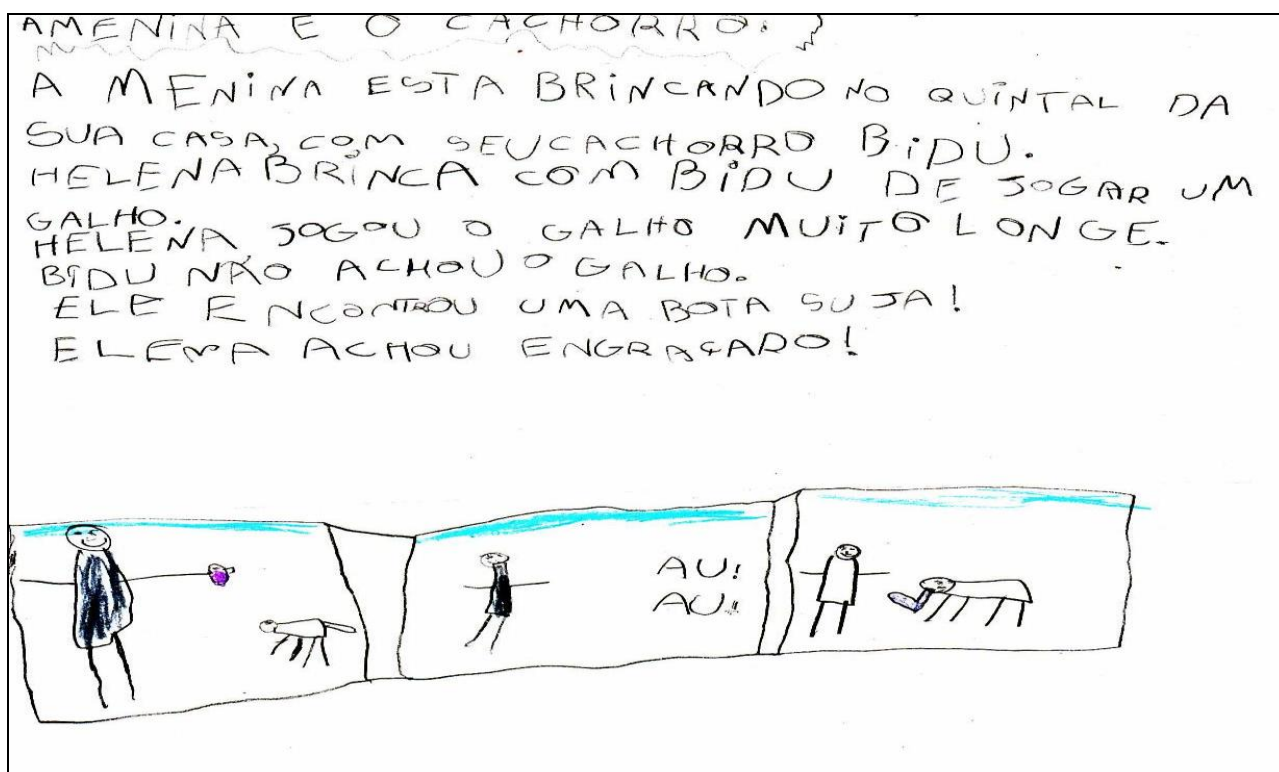 AMENINA E O CACHORRO.
A MENINA ESTA BRINCANDO NO QUINTAL DA
SUA CASA, COM SEUCACHORRO BIDU.
HELENA BRINCA COM BIDU DE JOGAR UM
GALHO.
HELENA JOGOU O GALHO MUITO LONGE.
BIDU NÃO ACHOU O GALHO.
ELE ENCONTROU UMA BOTA SUJA!
ELENA ACHOU ENGRAÇADO!
AU!
AU!!